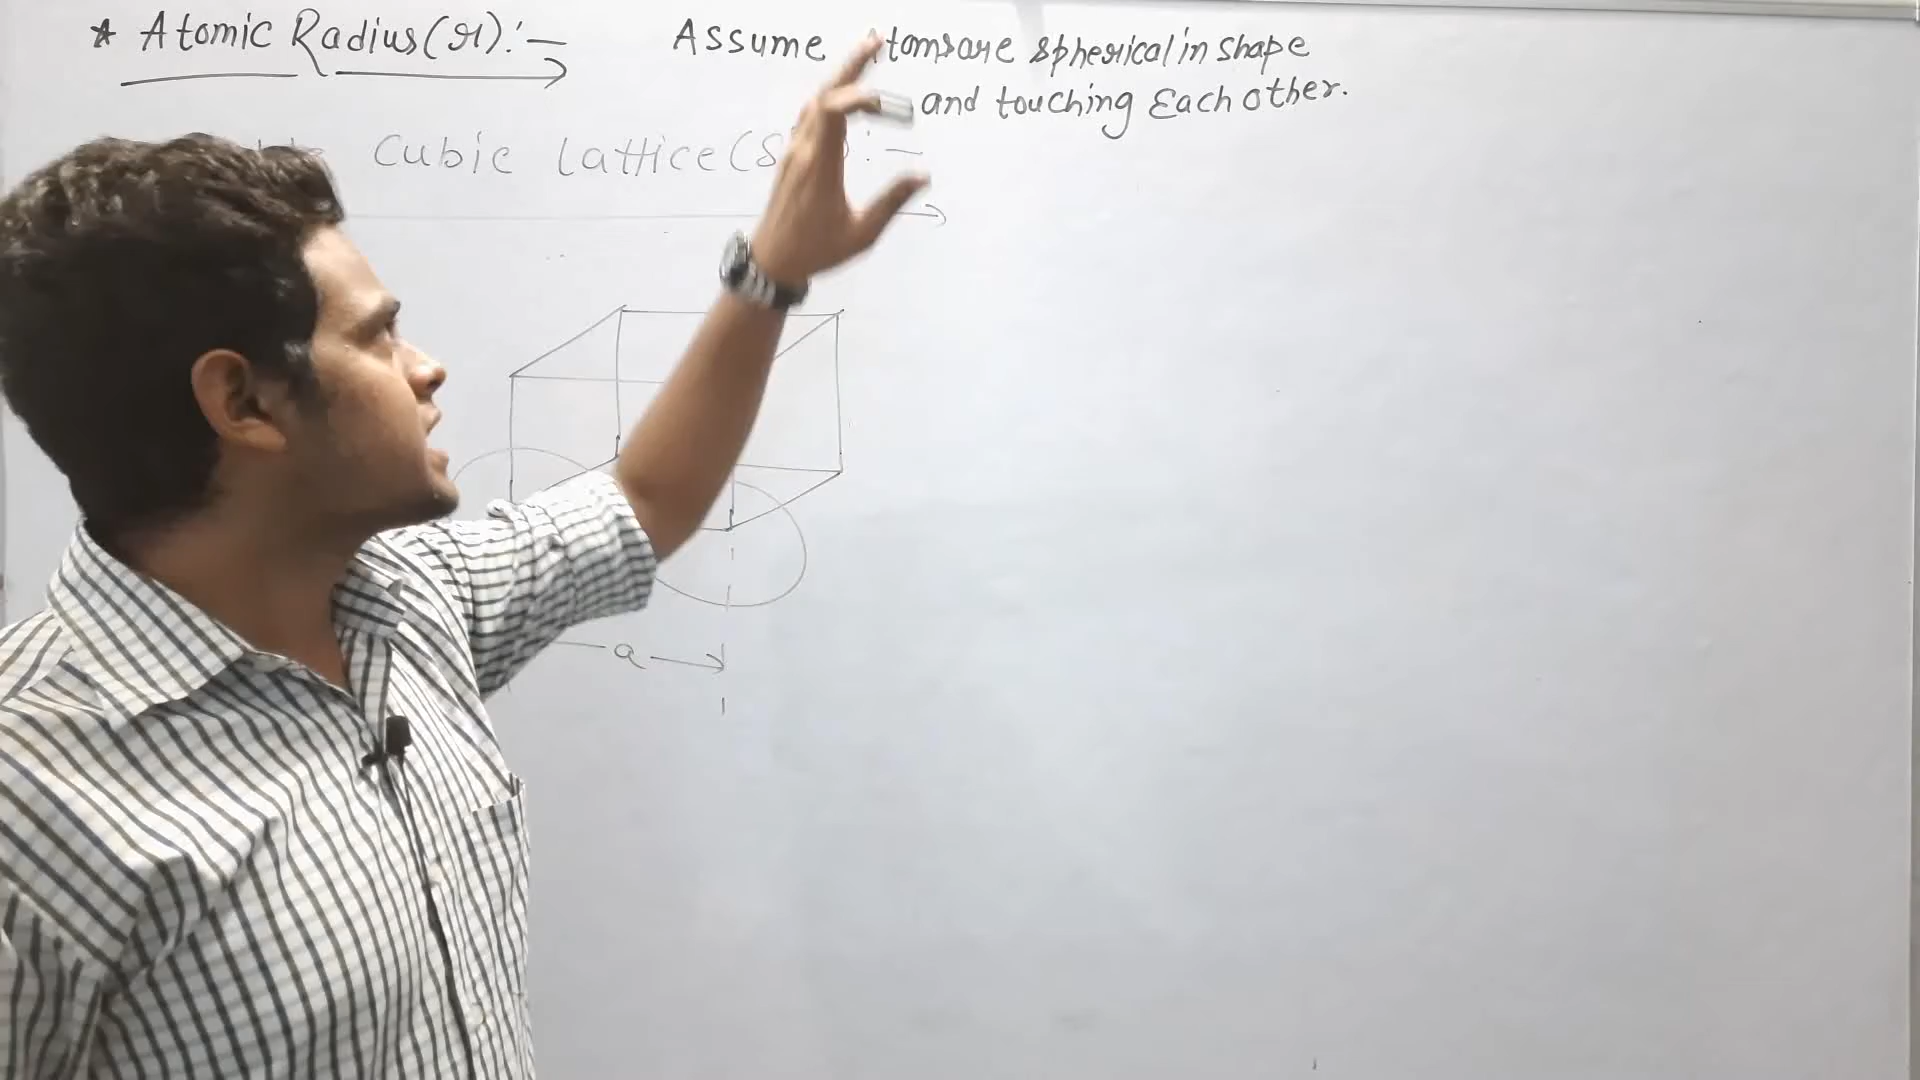 * Atomic Radius(r):-
Assume Atoms are spherical in shape
and touching Each other.
Cubic Lattice(S
a